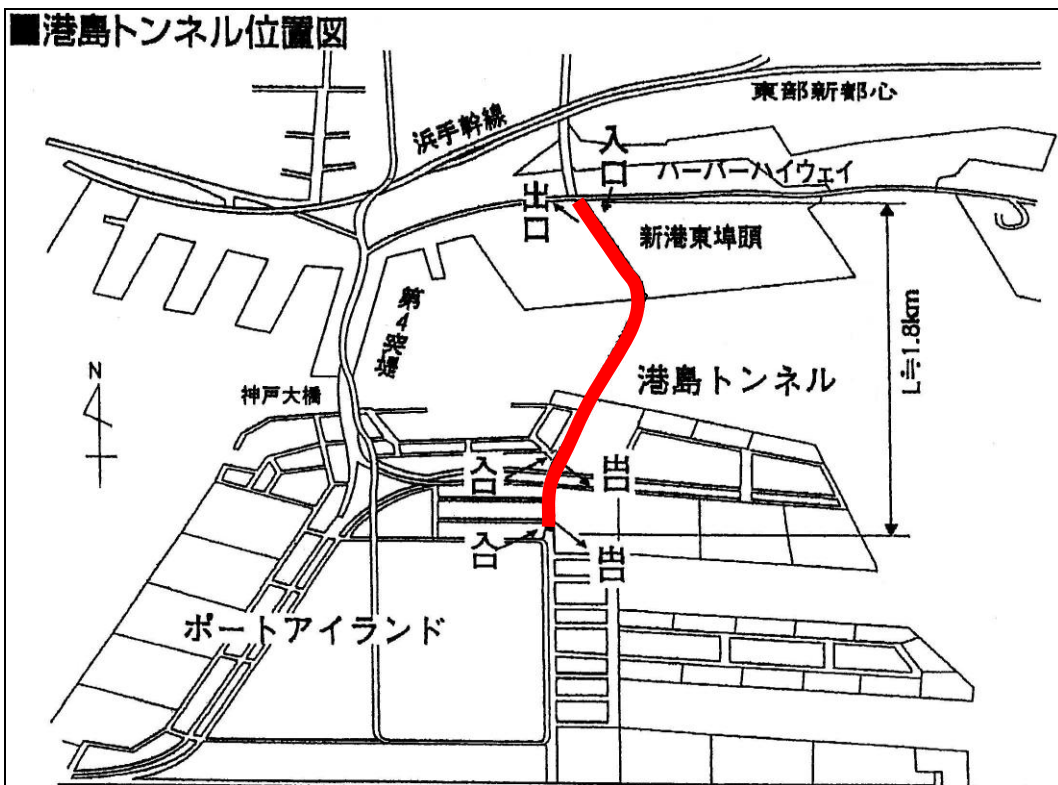 ■港島トンネル位置図
東部新都心
浜手幹線
入口
ハーバーハイウェイ
出口
新港東埠頭
第4突堤
L≒1.8km
N
港島トンネル
神戸大橋
入口
出口
入口
出口
ポートアイランド